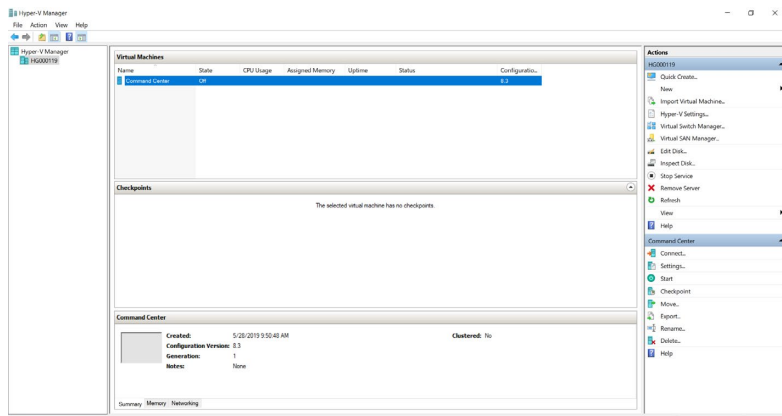 Hyper-V Manager
File Action View Help
Hyper-V Manager
HG000119
Virtual Machines
Name State CPU Usage Assigned Memory Uptime Status Configuratio...
Command Center Off 8.3
Checkpoints
The selected virtual machine has no checkpoints.
Command Center
Created: 5/28/2019 9:50:48 AM Clustered: No
Configuration Version: 8.3
Generation: 1
Notes: None
Summary Memory Networking
Actions
HG000119
Quick Create...
New
Import Virtual Machine...
Hyper-V Settings...
Virtual Switch Manager...
Virtual SAN Manager...
Edit Disk...
Inspect Disk...
Stop Service
Remove Server
Refresh
View
Help
Command Center
Connect...
Settings...
Start
Checkpoint
Move...
Export...
Rename...
Delete...
Help